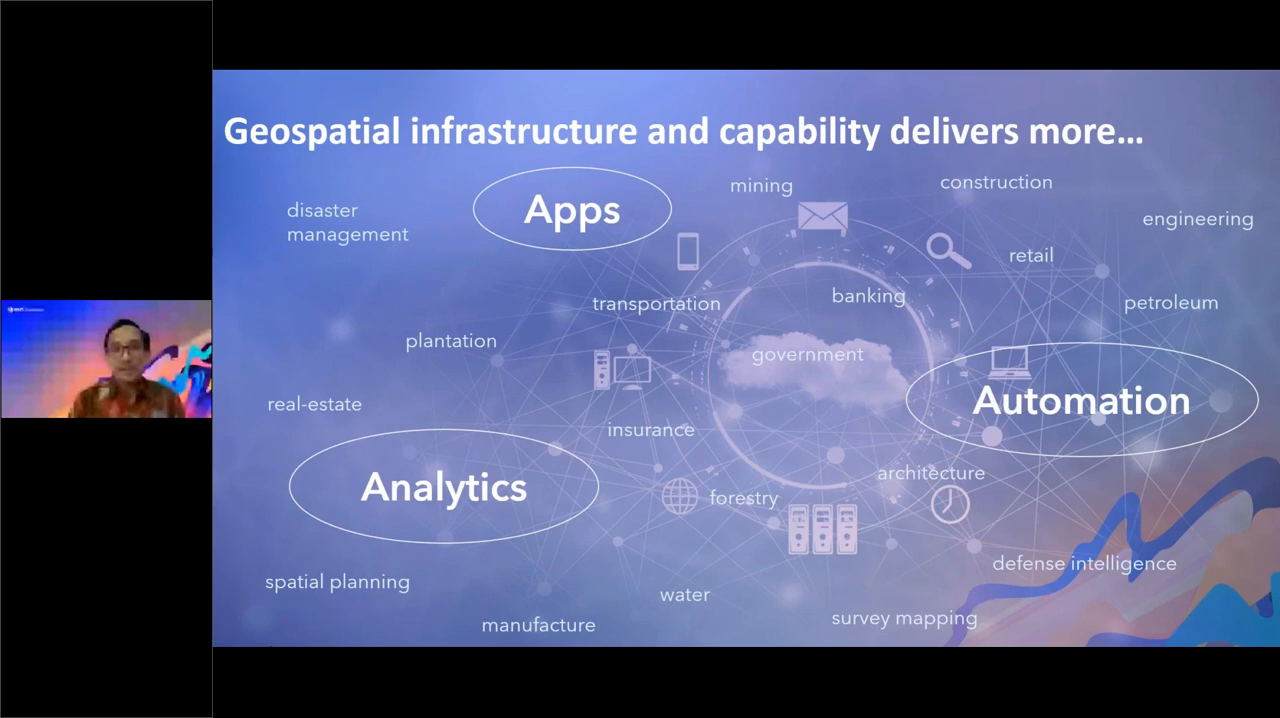 Geospatial infrastructure and capability delivers more...
Apps
mining
construction
disaster
management
engineering
retail
transportation
banking
petroleum
plantation
government
real-estate
Automation
insurance
Analytics
architecture
forestry
defense intelligence
spatial planning
water
survey mapping
manufacture